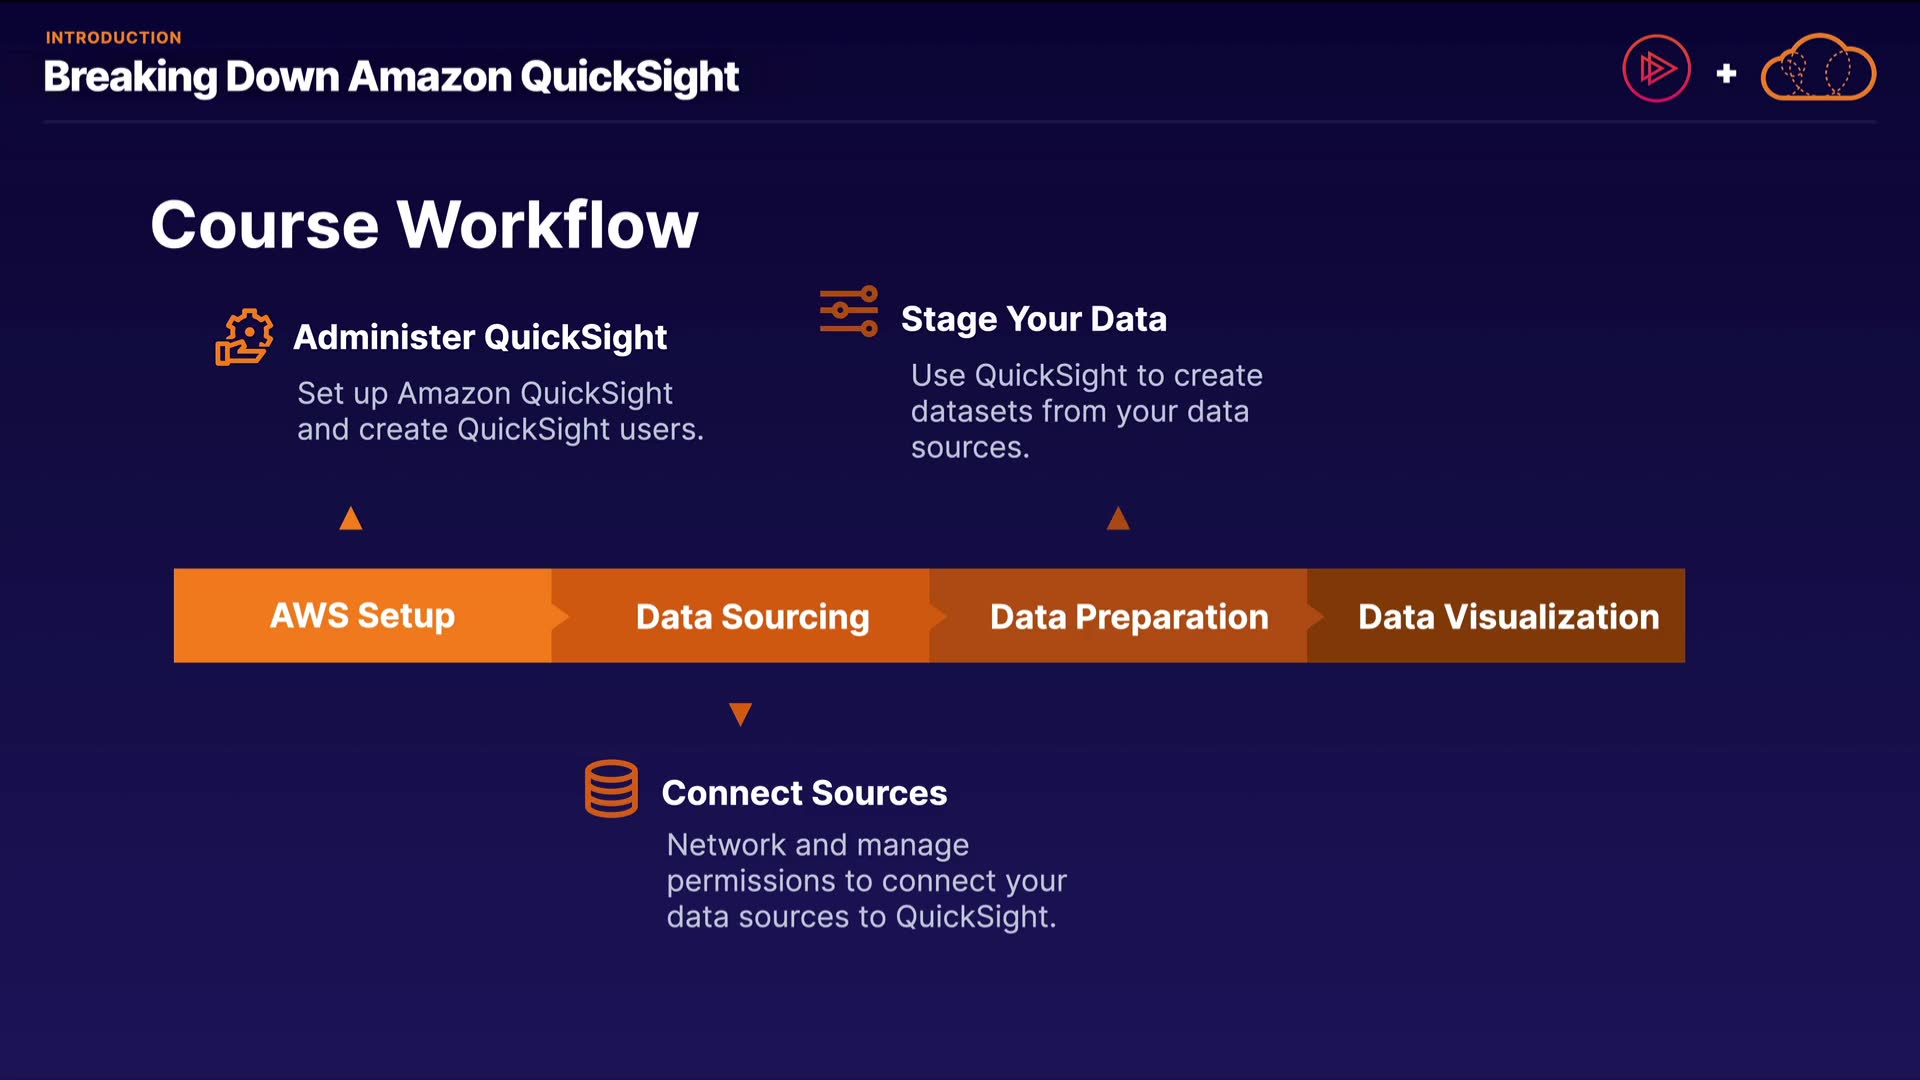 INTRODUCTION
Breaking Down Amazon QuickSight
+
Course Workflow
Administer QuickSight
Set up Amazon QuickSight
and create QuickSight users.
Stage Your Data
Use QuickSight to create
datasets from your data
sources.
AWS Setup
Data Sourcing
Data Preparation
Data Visualization
Connect Sources
Network and manage
permissions to connect your
data sources to QuickSight.